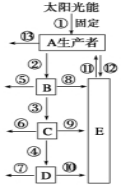 太阳光能
① 固定
⑬ A生产者
② ⑪ ⑫
⑤ B ⑧
③
⑥ C ⑨ E
④
⑦ D ⑩